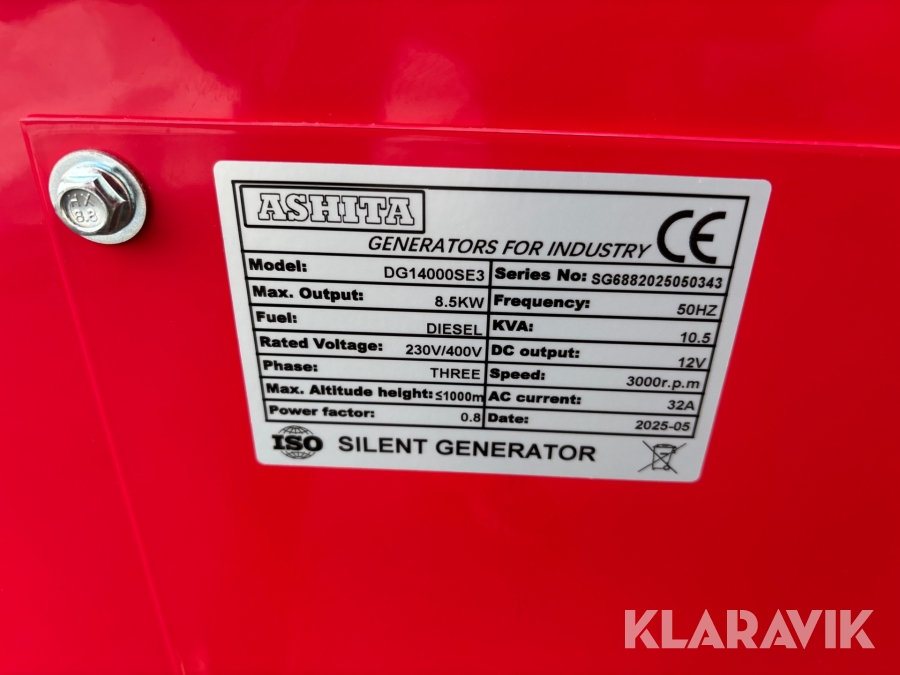 ASHITA
GENERATORS FOR INDUSTRY CE
Model: DG14000SE3 Series No: SG6882025050343
Max. Output: 8.5KW Frequency: 50HZ
Fuel: DIESEL KVA: 10.5
Rated Voltage: 230V/400V DC output: 12V
Phase: THREE Speed: 3000r.p.m
Max. Altitude height: ≤1000m AC current: 32A
Power factor: 0.8 Date: 2025-05
ISO SILENT GENERATOR
8.8
KLARAVIK